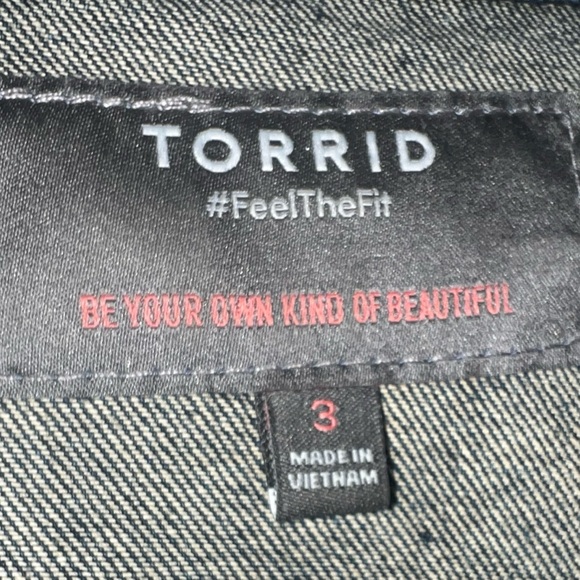 TORRID
#FeelTheFit
BE YOUR OWN KIND OF BEAUTIFUL
3
MADE IN
VIETNAM